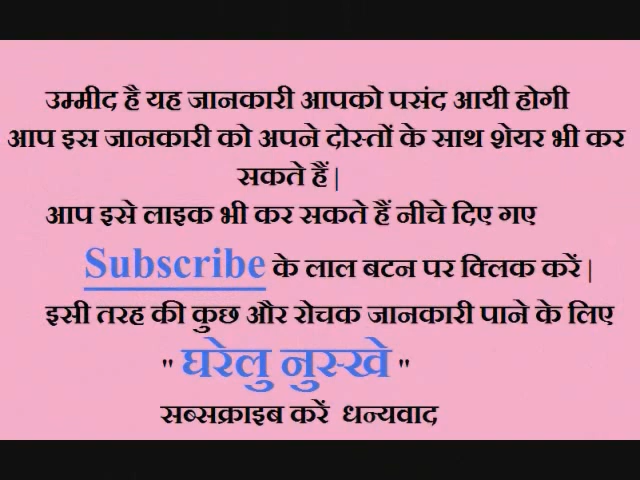 उम्मीद है यह जानकारी आपको पसंद आयी होगी
आप इस जानकारी को अपने दोस्तों के साथ शेयर भी कर
सकते हैं|
आप इसे लाइक भी कर सकते हैं नीचे दिए गए
Subscribe के लाल बटन पर क्लिक करें|
इसी तरह की कुछ और रोचक जानकारी पाने के लिए
" घरेलु नुस्खे "
सब्सक्राइब करें धन्यवाद